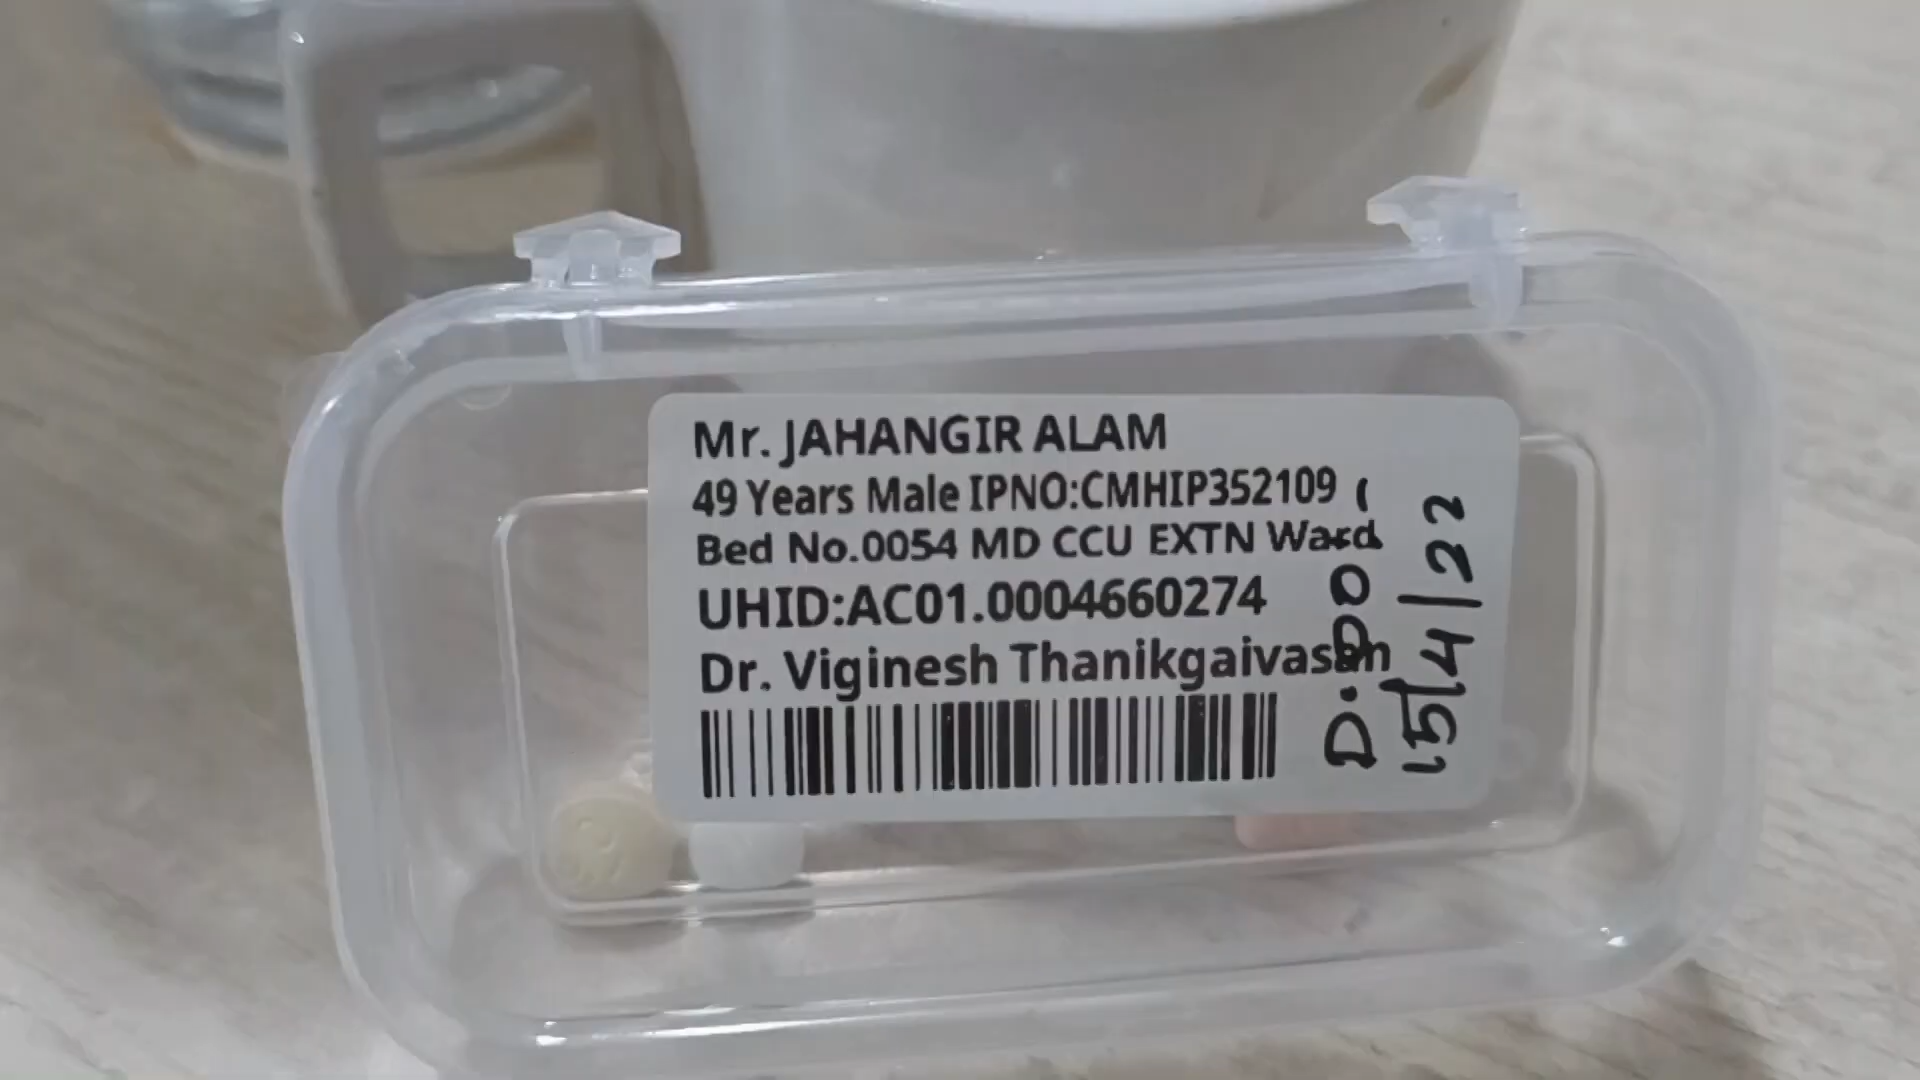 Mr. JAHANGIR ALAM
49 Years Male IPNO:CMHIP352109
Bed No.0054 MD CCU EXTN Ward
UHID:AC01.0004660274
Dr. Viginesh Thanikgaivasan
15/4/22